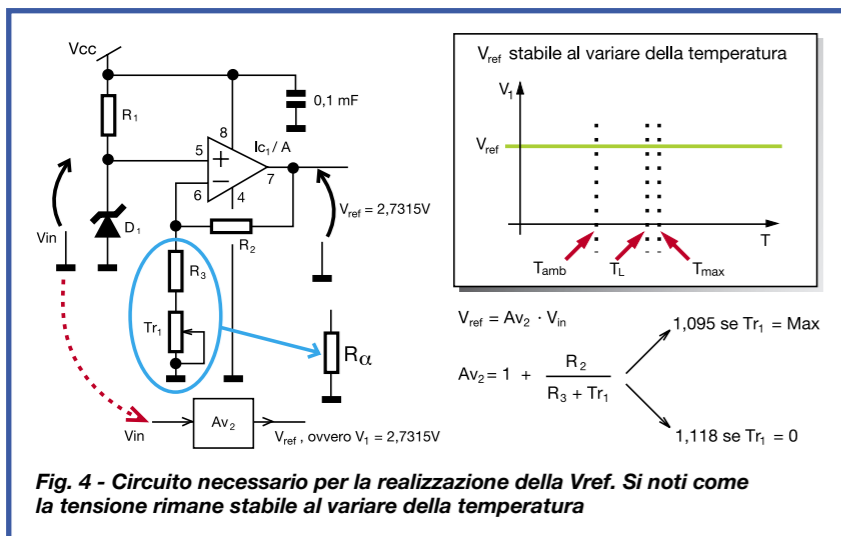 Vcc
R1
0,1 mF
8
Ic1/A
5
+
7
6
−
4
Vin
D1
R2
Vref = 2,7315V
R3
Tr1
Rα
Vin
Av2
Vref , ovvero V1 = 2,7315V
Vref stabile al variare della temperatura
V1
Vref
T
Tamb
TL
Tmax
Vref = Av2 · Vin
1,095 se Tr1 = Max
Av2 = 1 + R2 / (R3 + Tr1)
1,118 se Tr1 = 0
Fig. 4 - Circuito necessario per la realizzazione della Vref. Si noti come
la tensione rimane stabile al variare della temperatura